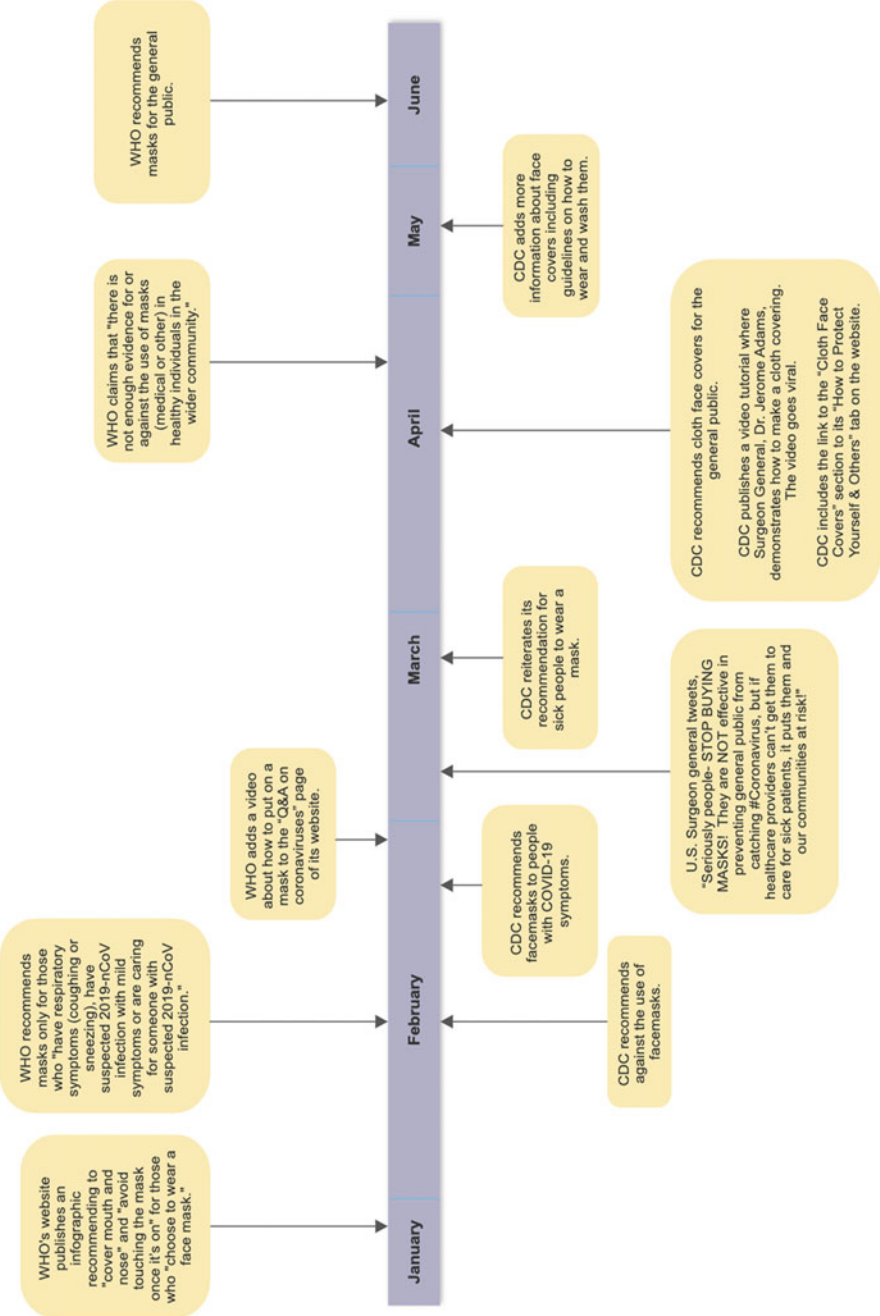 WHO's website
publishes an
infographic
recommending to
"cover mouth and
nose" and "avoid
touching the mask
once it's on" for those
who "choose to wear a
face mask."
WHO recommends
masks only for those
who "have respiratory
symptoms (coughing or
sneezing), have
suspected 2019-nCoV
infection with mild
symptoms or are caring
for someone with
suspected 2019-nCoV
infection."
WHO adds a video
about how to put on a
mask to the "Q&A on
coronaviruses" page
of its website.
WHO claims that "there is
not enough evidence for or
against the use of masks
(medical or other) in
healthy individuals in the
wider community."
WHO recommends
masks for the general
public.
January
February
March
April
May
June
CDC recommends
against the use of
facemasks.
CDC recommends
facemasks to people
with COVID-19
symptoms.
U.S. Surgeon general tweets,
"Seriously people- STOP BUYING
MASKS! They are NOT effective in
preventing general public from
catching #Coronavirus, but if
healthcare providers can't get them to
care for sick patients, it puts them and
our communities at risk!"
CDC reiterates its
recommendation for
sick people to wear a
mask.
CDC recommends cloth face covers for the
general public.
CDC publishes a video tutorial where
Surgeon General, Dr. Jerome Adams,
demonstrates how to make a cloth covering.
The video goes viral.
CDC includes the link to the "Cloth Face
Covers" section to its "How to Protect
Yourself & Others" tab on the website.
CDC adds more
information about face
covers including
guidelines on how to
wear and wash them.